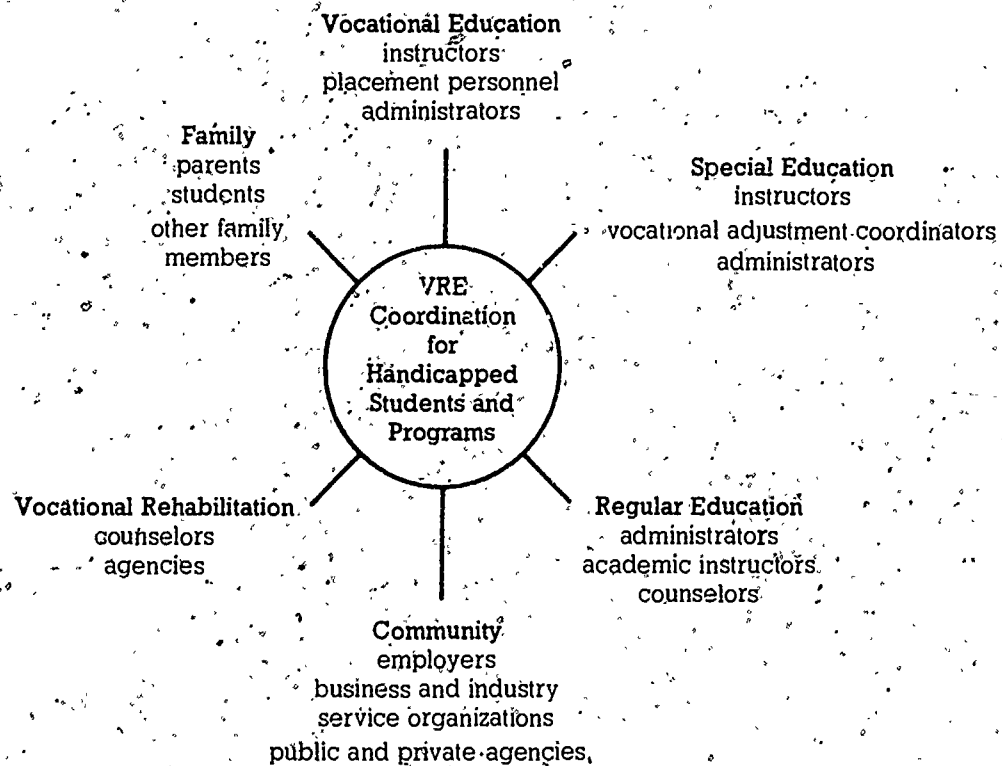 Vocational Education
instructors
placement personnel
administrators
Family
parents
students
other family
members
Special Education
instructors
vocational adjustment coordinators
administrators
VRE
Coordination
for
Handicapped
Students and
Programs
Vocational Rehabilitation
counselors
agencies
Regular Education
administrators
academic instructors
counselors
Community
employers
business and industry
service organizations
public and private agencies